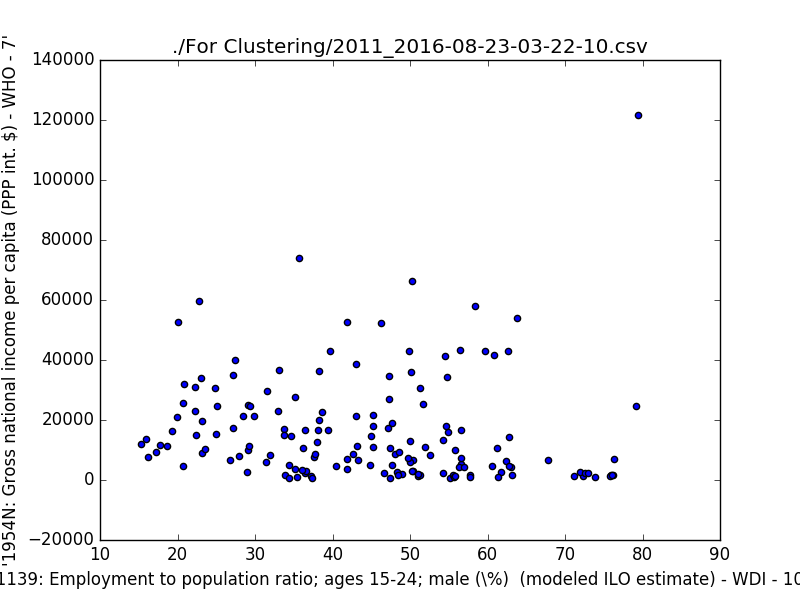 ./For Clustering/2011_2016-08-23-03-22-10.csv
'1954N: Gross national income per capita (PPP int. $) - WHO - 7'
140000
120000
100000
80000
60000
40000
20000
0
−20000
10 20 30 40 50 60 70 80 90
1139: Employment to population ratio; ages 15-24; male (\%) (modeled ILO estimate) - WDI - 10